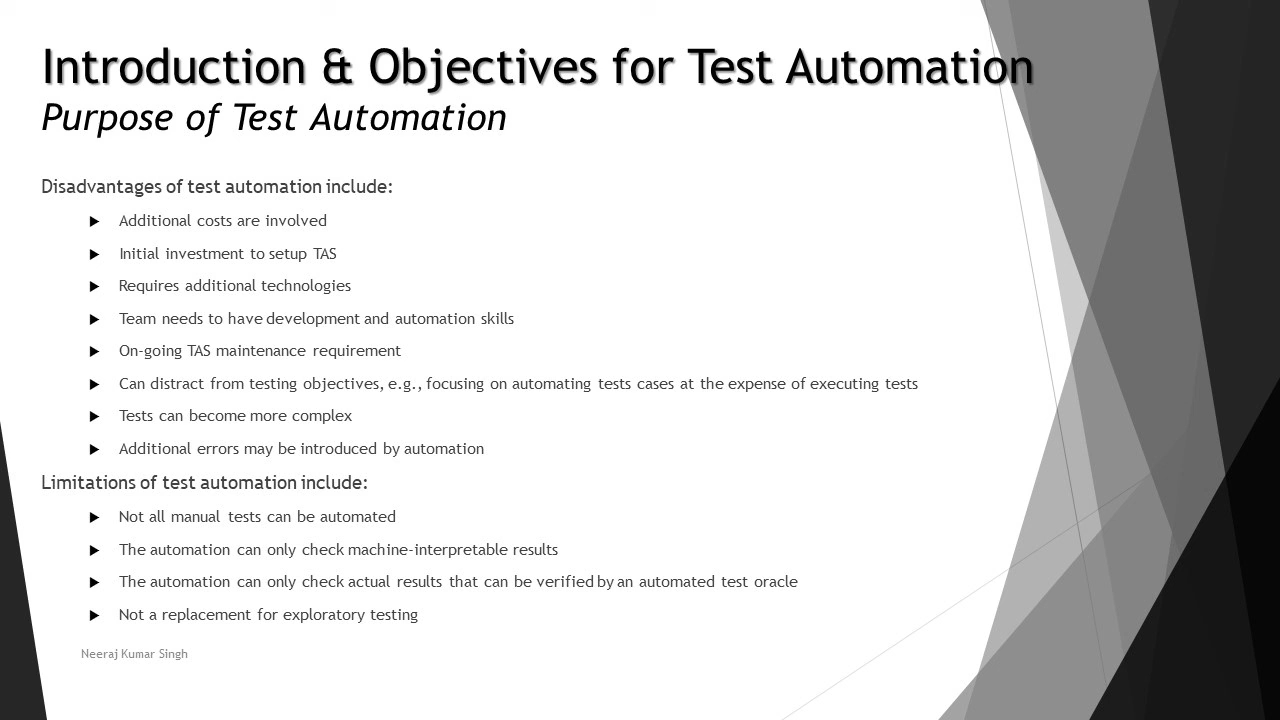 Introduction & Objectives for Test Automation
Purpose of Test Automation
Disadvantages of test automation include:
Additional costs are involved
Initial investment to setup TAS
Requires additional technologies
Team needs to have development and automation skills
On-going TAS maintenance requirement
Can distract from testing objectives, e.g., focusing on automating tests cases at the expense of executing tests
Tests can become more complex
Additional errors may be introduced by automation
Limitations of test automation include:
Not all manual tests can be automated
The automation can only check machine-interpretable results
The automation can only check actual results that can be verified by an automated test oracle
Not a replacement for exploratory testing
Neeraj Kumar Singh